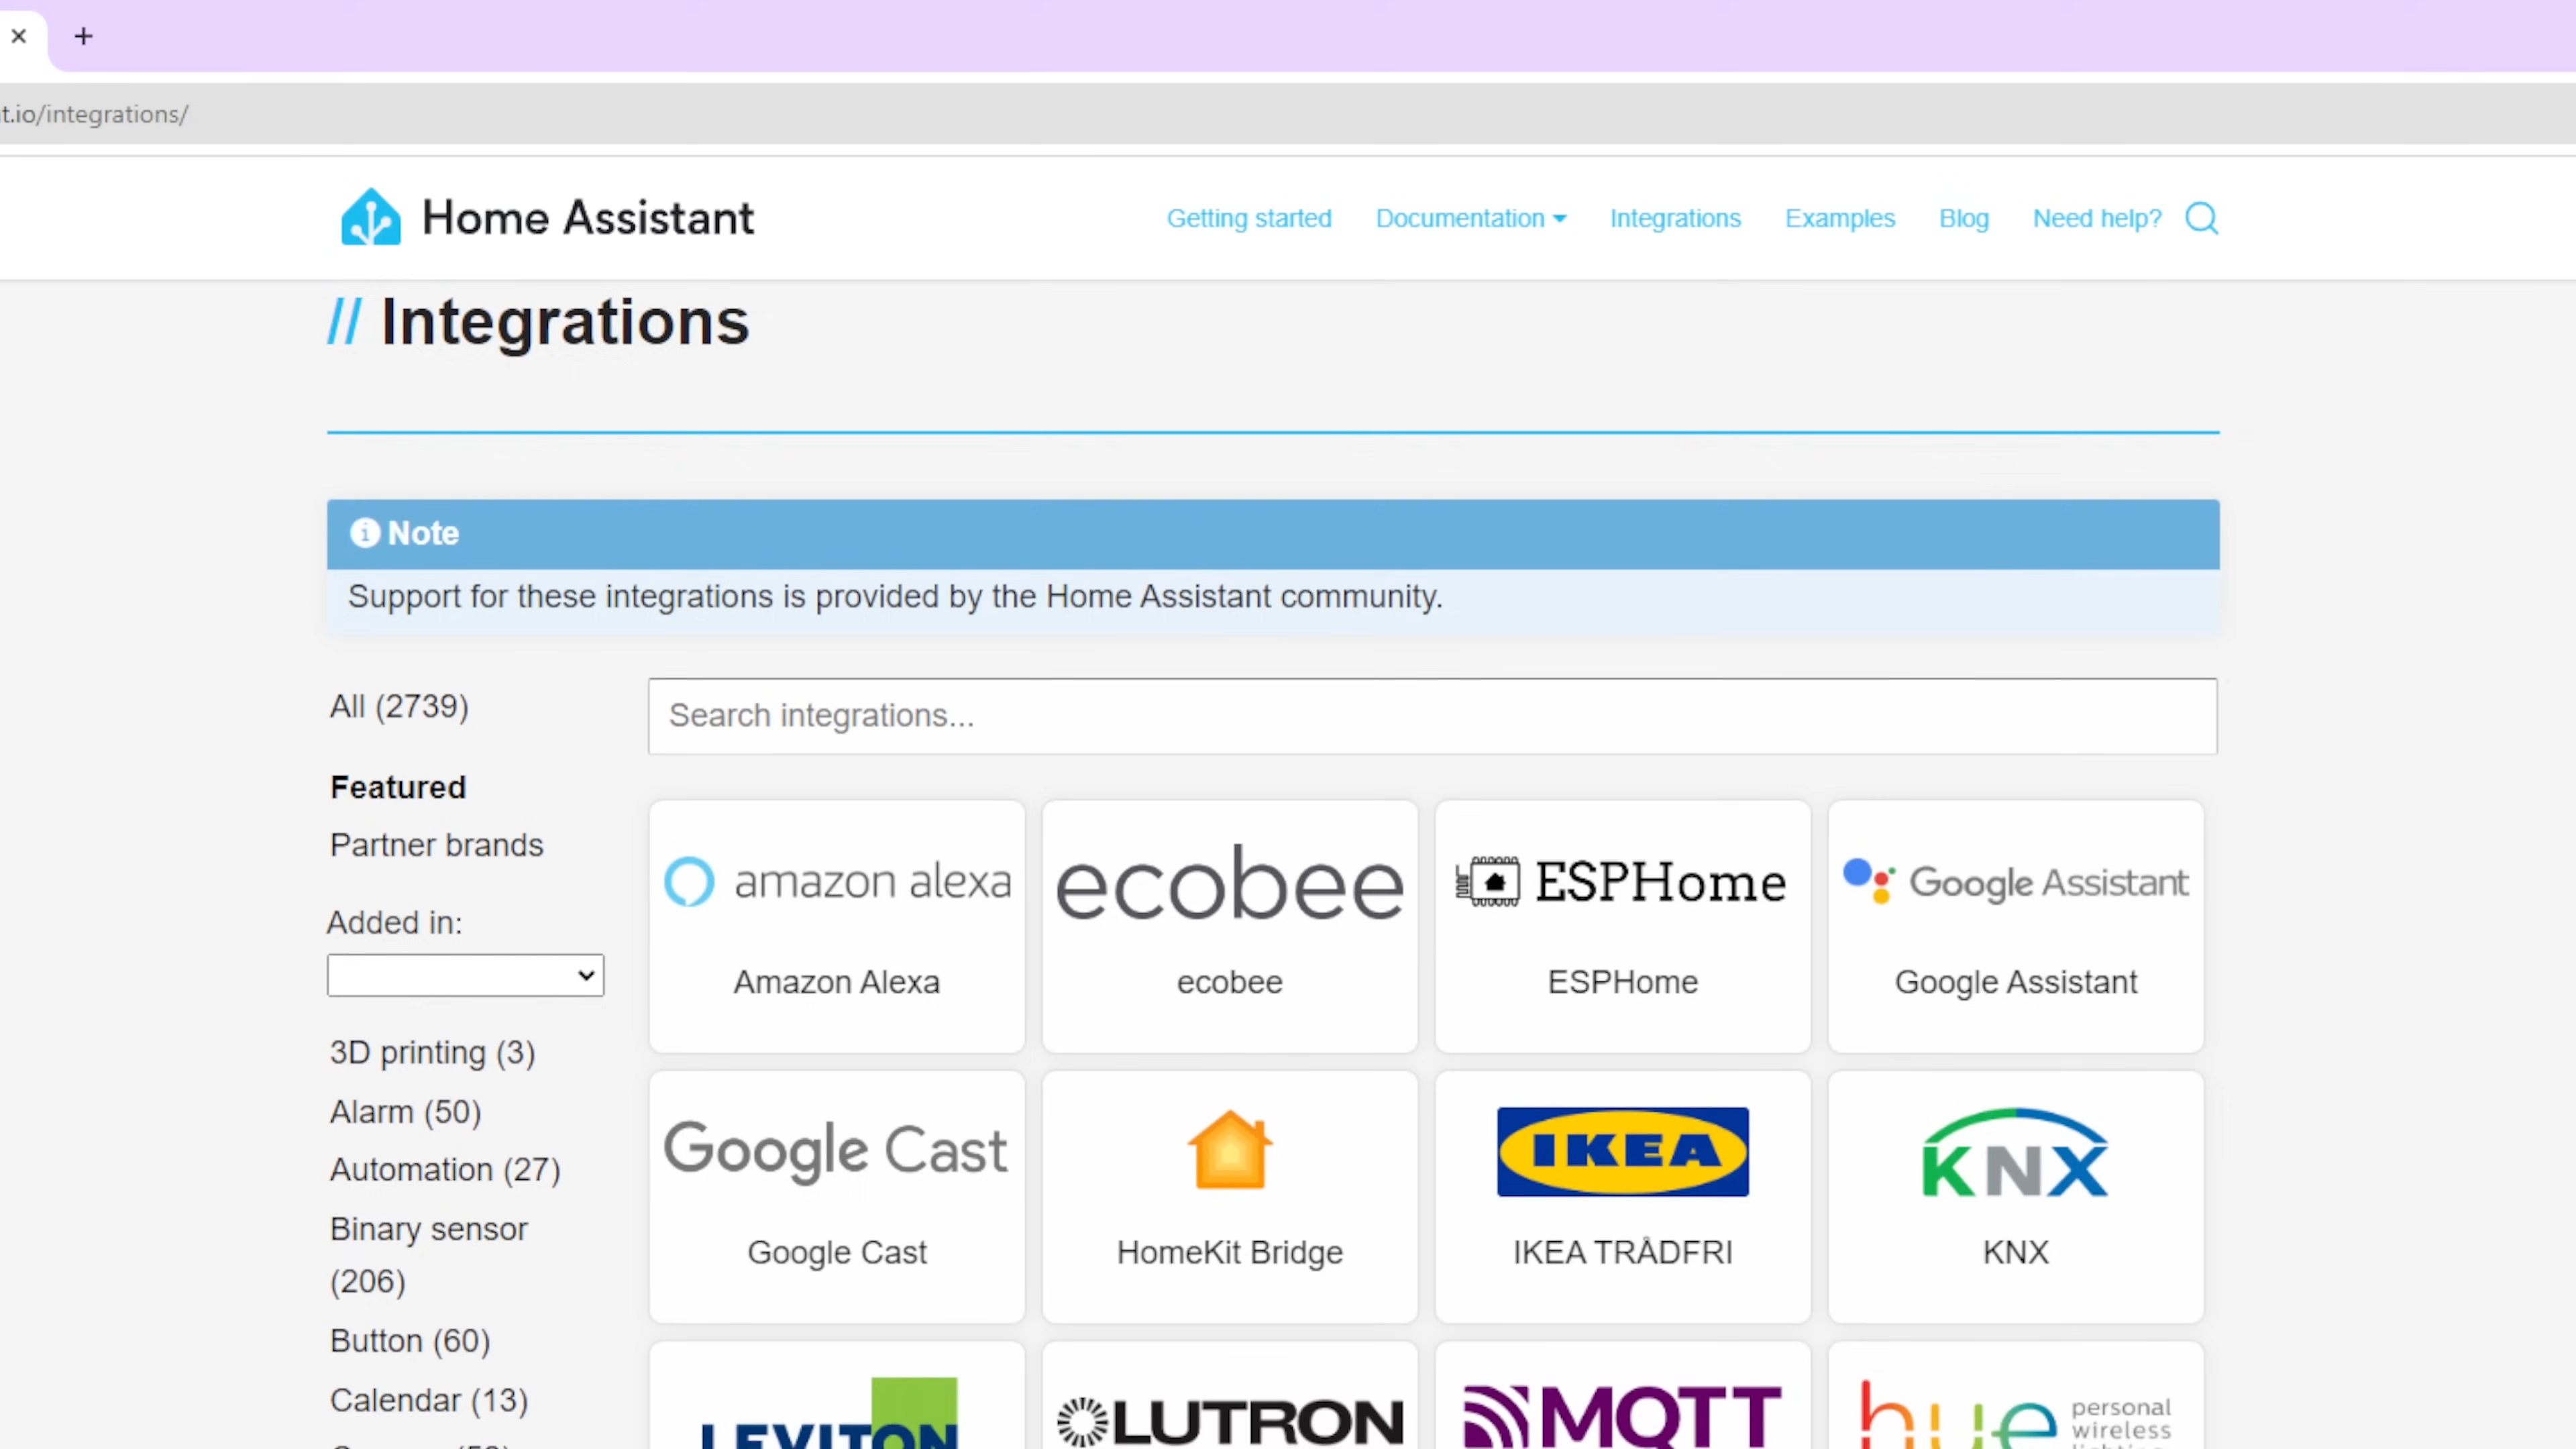 t.io/integrations/
Home Assistant
Getting started Documentation Integrations Examples Blog Need help?
// Integrations
Note
Support for these integrations is provided by the Home Assistant community.
All (2739)
Search integrations...
Featured
Partner brands
Added in:
3D printing (3)
Alarm (50)
Automation (27)
Binary sensor
(206)
Button (60)
Calendar (13)
amazon alexa
Amazon Alexa
ecobee
ecobee
ESPHome
ESPHome
Google Assistant
Google Assistant
Google Cast
Google Cast
HomeKit Bridge
IKEA
IKEA TRÅDFRI
KNX
KNX
LEVITON
LUTRON
MQTT
hue personal
wireless